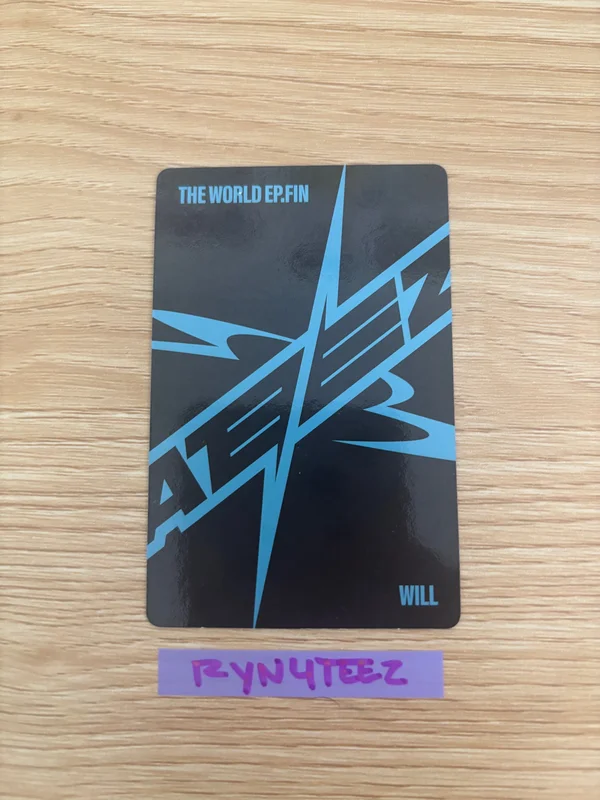 THE WORLD EP.FIN
ATEEZ
WILL
RYN4TEEZ